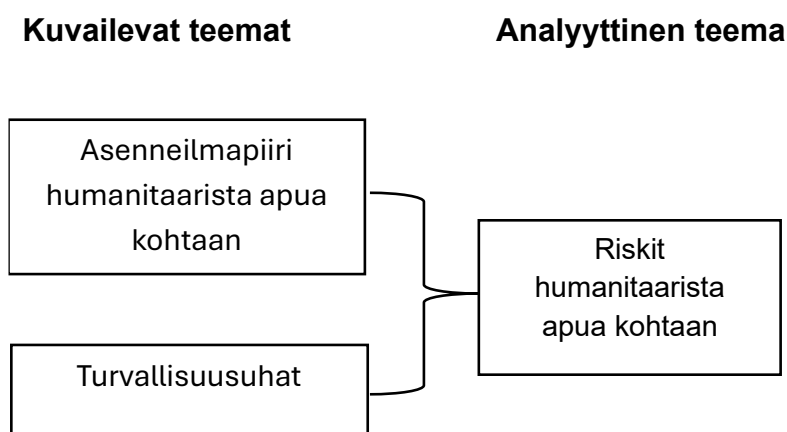 Kuvailevat teemat
Analyyttinen teema
Asenneilmapiiri
humanitaarista apua
kohtaan
Riskit
humanitaarista
apua kohtaan
Turvallisuusuhat